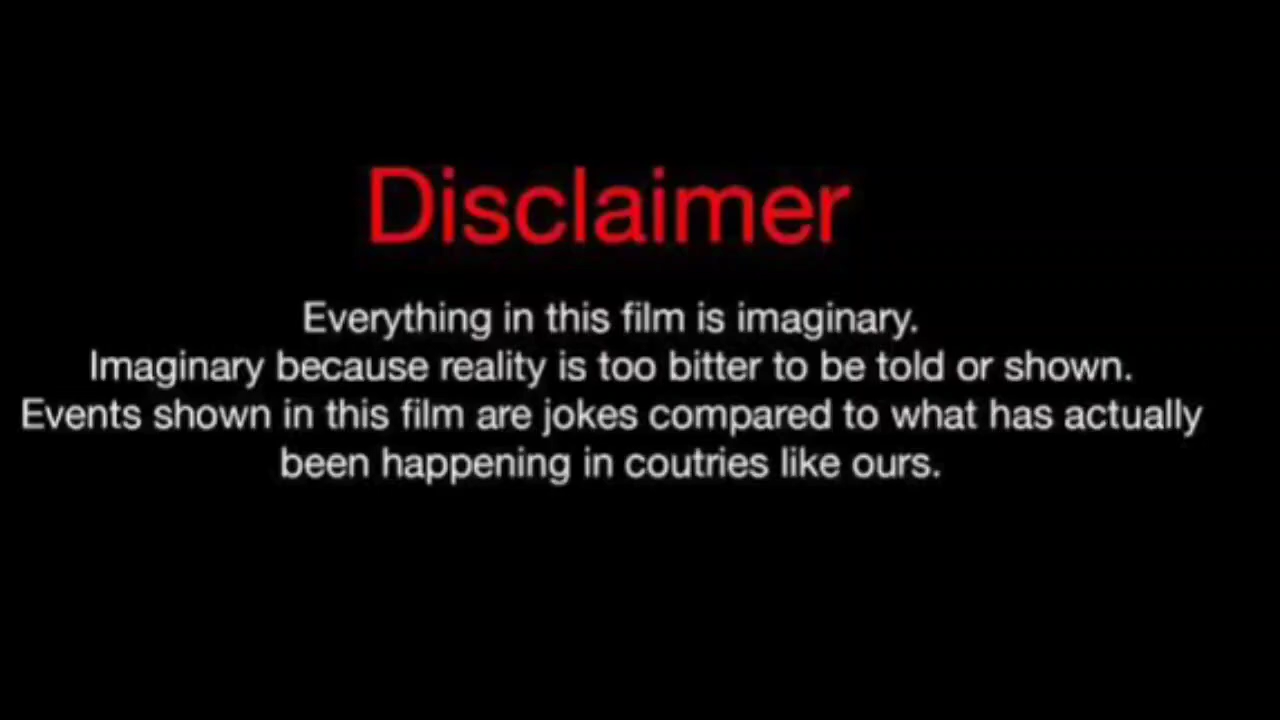 Disclaimer
Everything in this film is imaginary.
Imaginary because reality is too bitter to be told or shown.
Events shown in this film are jokes compared to what has actually
been happening in coutries like ours.